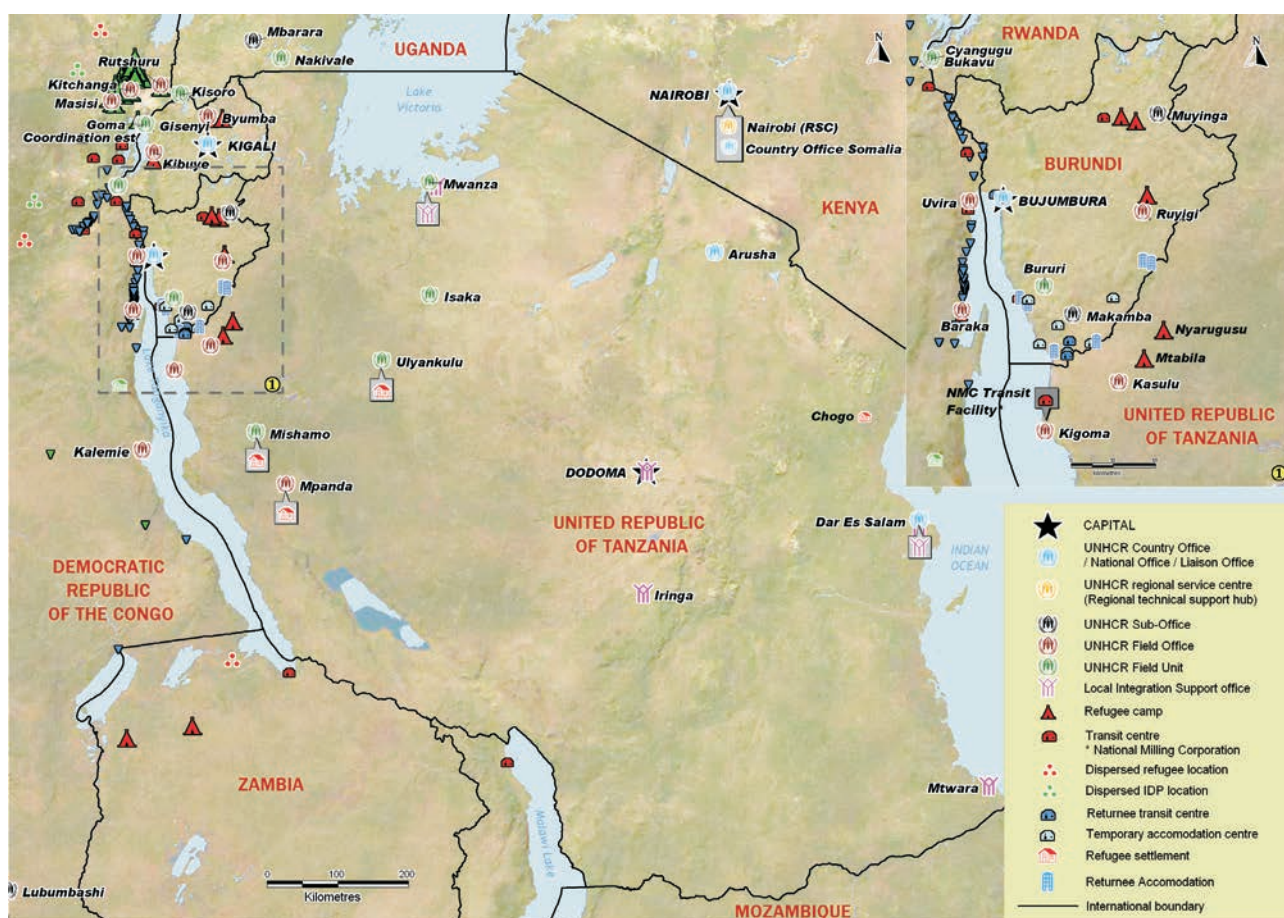 Mbarara
UGANDA
Nakivale
Rutshuru
Kitchanga
Masisi
Kisoro
Goma
Gisenyi
Byumba
Coordination est
KIGALI
Kibuye
Lake
Victoria
NAIROBI
Nairobi (RSC)
Country Office Somalia
Mwanza
KENYA
Arusha
Isaka
Ulyankulu
1
Chogo
Mishamo
Kalemie
Mpanda
DODOMA
UNITED REPUBLIC
OF TANZANIA
Dar Es Salam
INDIAN
OCEAN
Iringa
DEMOCRATIC
REPUBLIC
OF THE CONGO
ZAMBIA
Mtwara
Malawi Lake
Lubumbashi
0 100 200
Kilometres
MOZAMBIQUE
RWANDA
Cyangugu
Bukavu
Muyinga
BURUNDI
Uvira
BUJUMBURA
Ruyigi
Bururi
Makamba
Baraka
Nyarugusu
Mtabila
Kasulu
NMC Transit
Facility*
Kigoma
UNITED REPUBLIC
OF TANZANIA
1
CAPITAL
UNHCR Country Office
/ National Office / Liaison Office
UNHCR regional service centre
(Regional technical support hub)
UNHCR Sub-Office
UNHCR Field Office
UNHCR Field Unit
Local Integration Support office
Refugee camp
Transit centre
* National Milling Corporation
Dispersed refugee location
Dispersed IDP location
Returnee transit centre
Temporary accomodation centre
Refugee settlement
Returnee Accomodation
International boundary